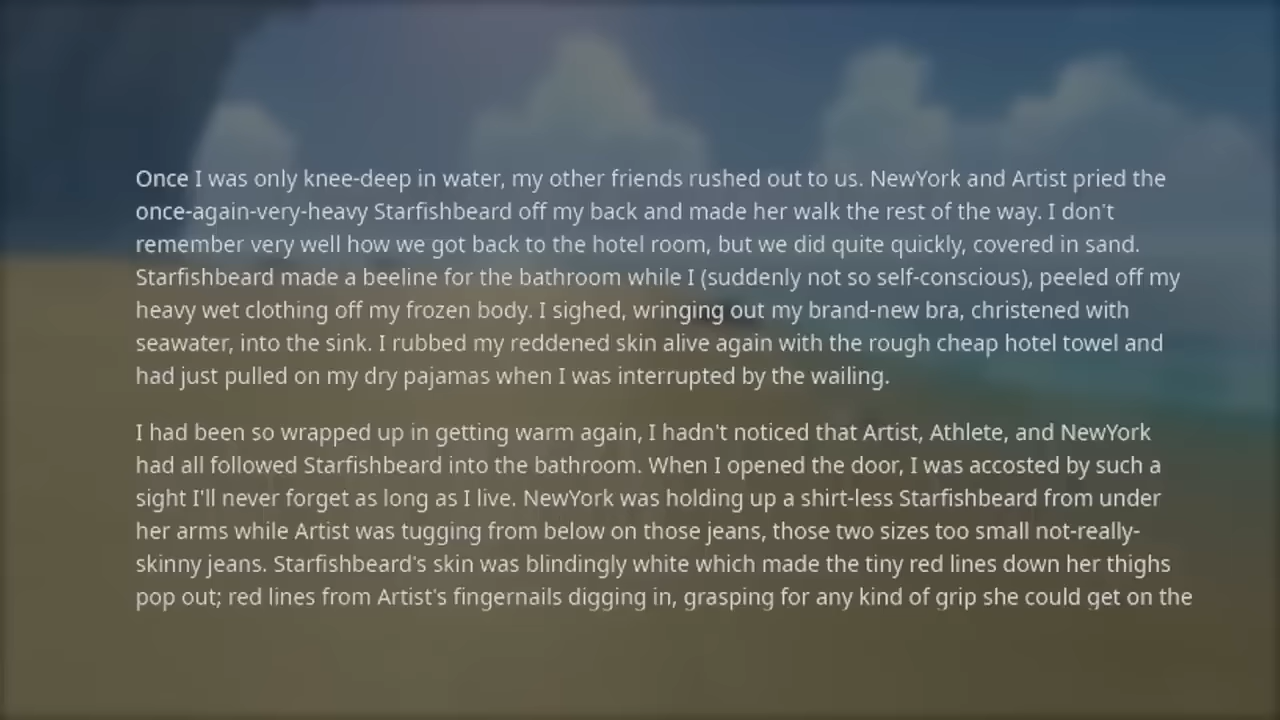 Once I was only knee-deep in water, my other friends rushed out to us. NewYork and Artist pried the
once-again-very-heavy Starfishbeard off my back and made her walk the rest of the way. I don't
remember very well how we got back to the hotel room, but we did quite quickly, covered in sand.
Starfishbeard made a beeline for the bathroom while I (suddenly not so self-conscious), peeled off my
heavy wet clothing off my frozen body. I sighed, wringing out my brand-new bra, christened with
seawater, into the sink. I rubbed my reddened skin alive again with the rough cheap hotel towel and
had just pulled on my dry pajamas when I was interrupted by the wailing.
I had been so wrapped up in getting warm again, I hadn't noticed that Artist, Athlete, and NewYork
had all followed Starfishbeard into the bathroom. When I opened the door, I was accosted by such a
sight I'll never forget as long as I live. NewYork was holding up a shirt-less Starfishbeard from under
her arms while Artist was tugging from below on those jeans, those two sizes too small not-really-
skinny jeans. Starfishbeard's skin was blindingly white which made the tiny red lines down her thighs
pop out; red lines from Artist's fingernails digging in, grasping for any kind of grip she could get on the